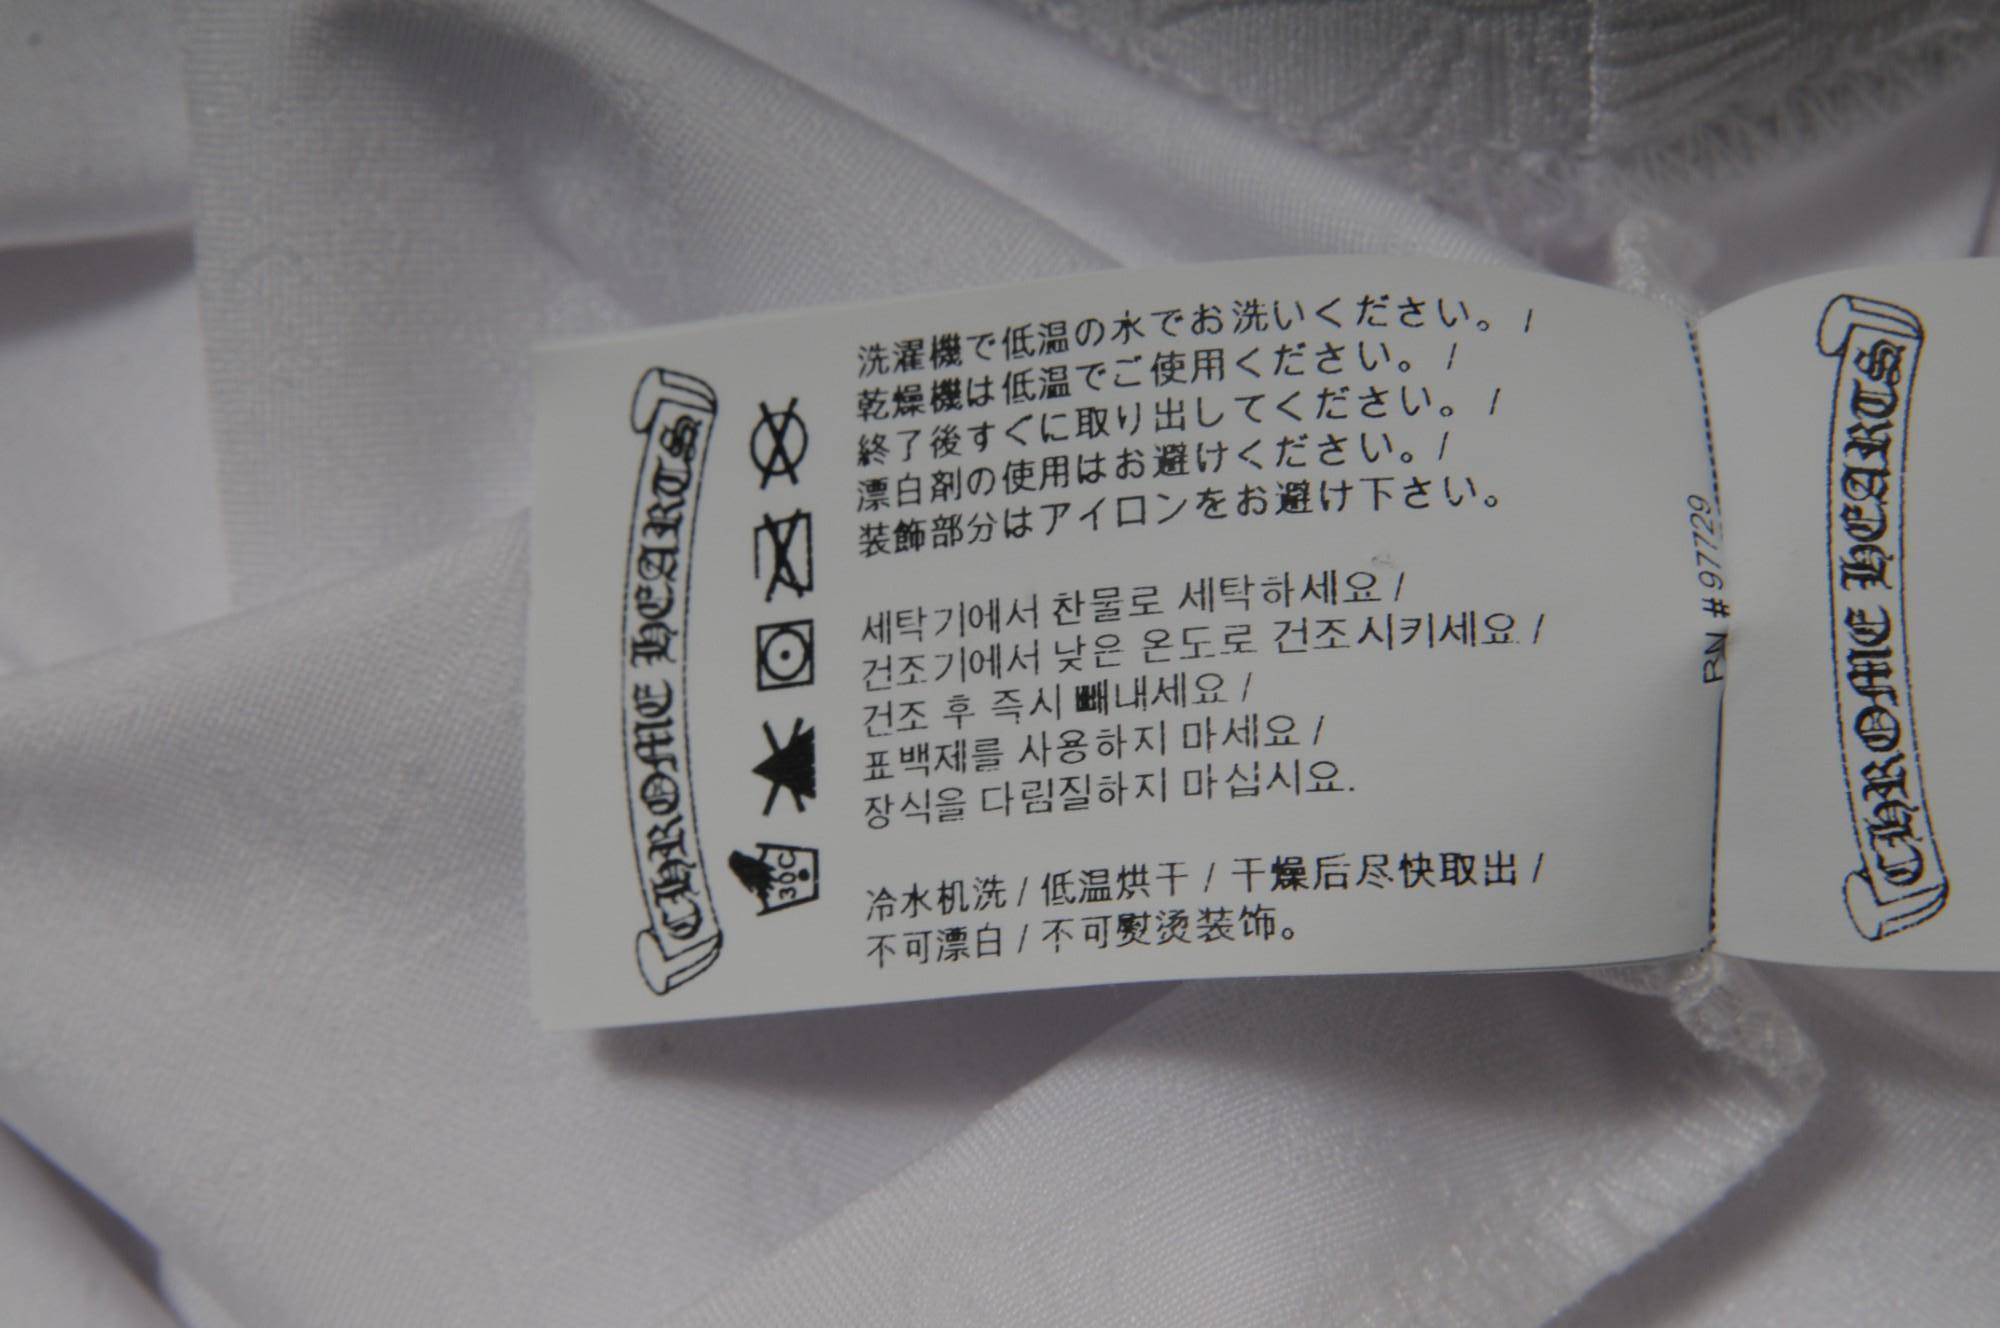 CHROME HEARTS
30C
洗濯機で低温の水でお洗いください。/
乾燥機は低温でご使用ください。/
終了後すぐに取り出してください。/
漂白剤の使用はお避けください。/
装飾部分はアイロンをお避け下さい。
세탁기에서 찬물로 세탁하세요 /
건조기에서 낮은 온도로 건조시키세요 /
건조 후 즉시 빼내세요 /
표백제를 사용하지 마세요 /
장식을 다림질하지 마십시요.
冷水机洗 / 低温烘干 / 干燥后尽快取出 /
不可漂白 / 不可熨烫装饰。
RN # 97729
CHROME HEARTS